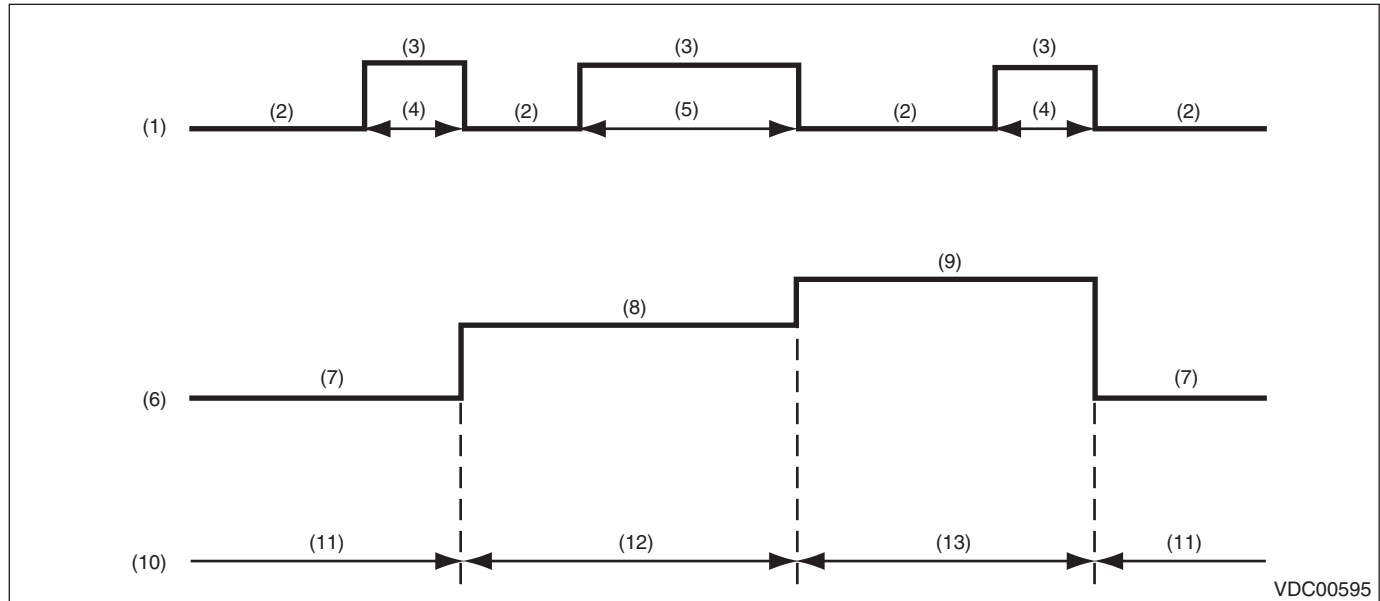 (3) (3) (3)
(1) (2) (4) (2) (5) (2) (4) (2)
(9)
(8)
(6) (7) (7)
(10) (11) (12) (13) (11)
VDC00595